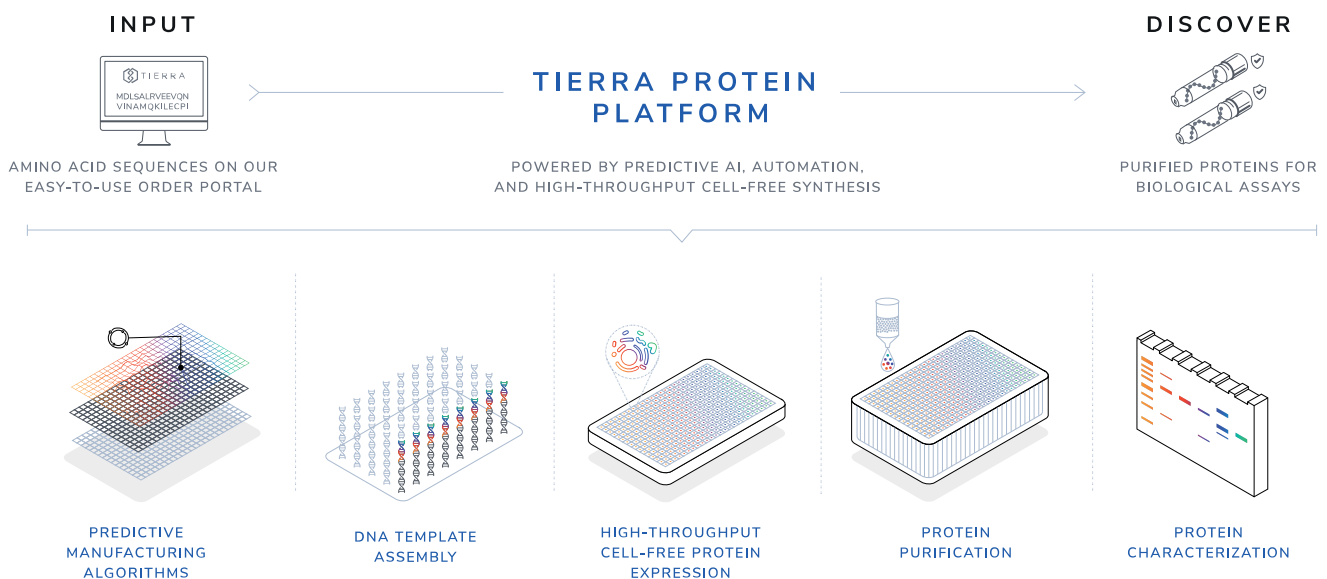 INPUT
TIERRA
MDLSALRVEEVQN
VINAMQKILECPI
AMINO ACID SEQUENCES ON OUR
EASY-TO-USE ORDER PORTAL
TIERRA PROTEIN
PLATFORM
POWERED BY PREDICTIVE AI, AUTOMATION,
AND HIGH-THROUGHPUT CELL-FREE SYNTHESIS
DISCOVER
PURIFIED PROTEINS FOR
BIOLOGICAL ASSAYS
PREDICTIVE
MANUFACTURING
ALGORITHMS
DNA TEMPLATE
ASSEMBLY
HIGH-THROUGHPUT
CELL-FREE PROTEIN
EXPRESSION
PROTEIN
PURIFICATION
PROTEIN
CHARACTERIZATION